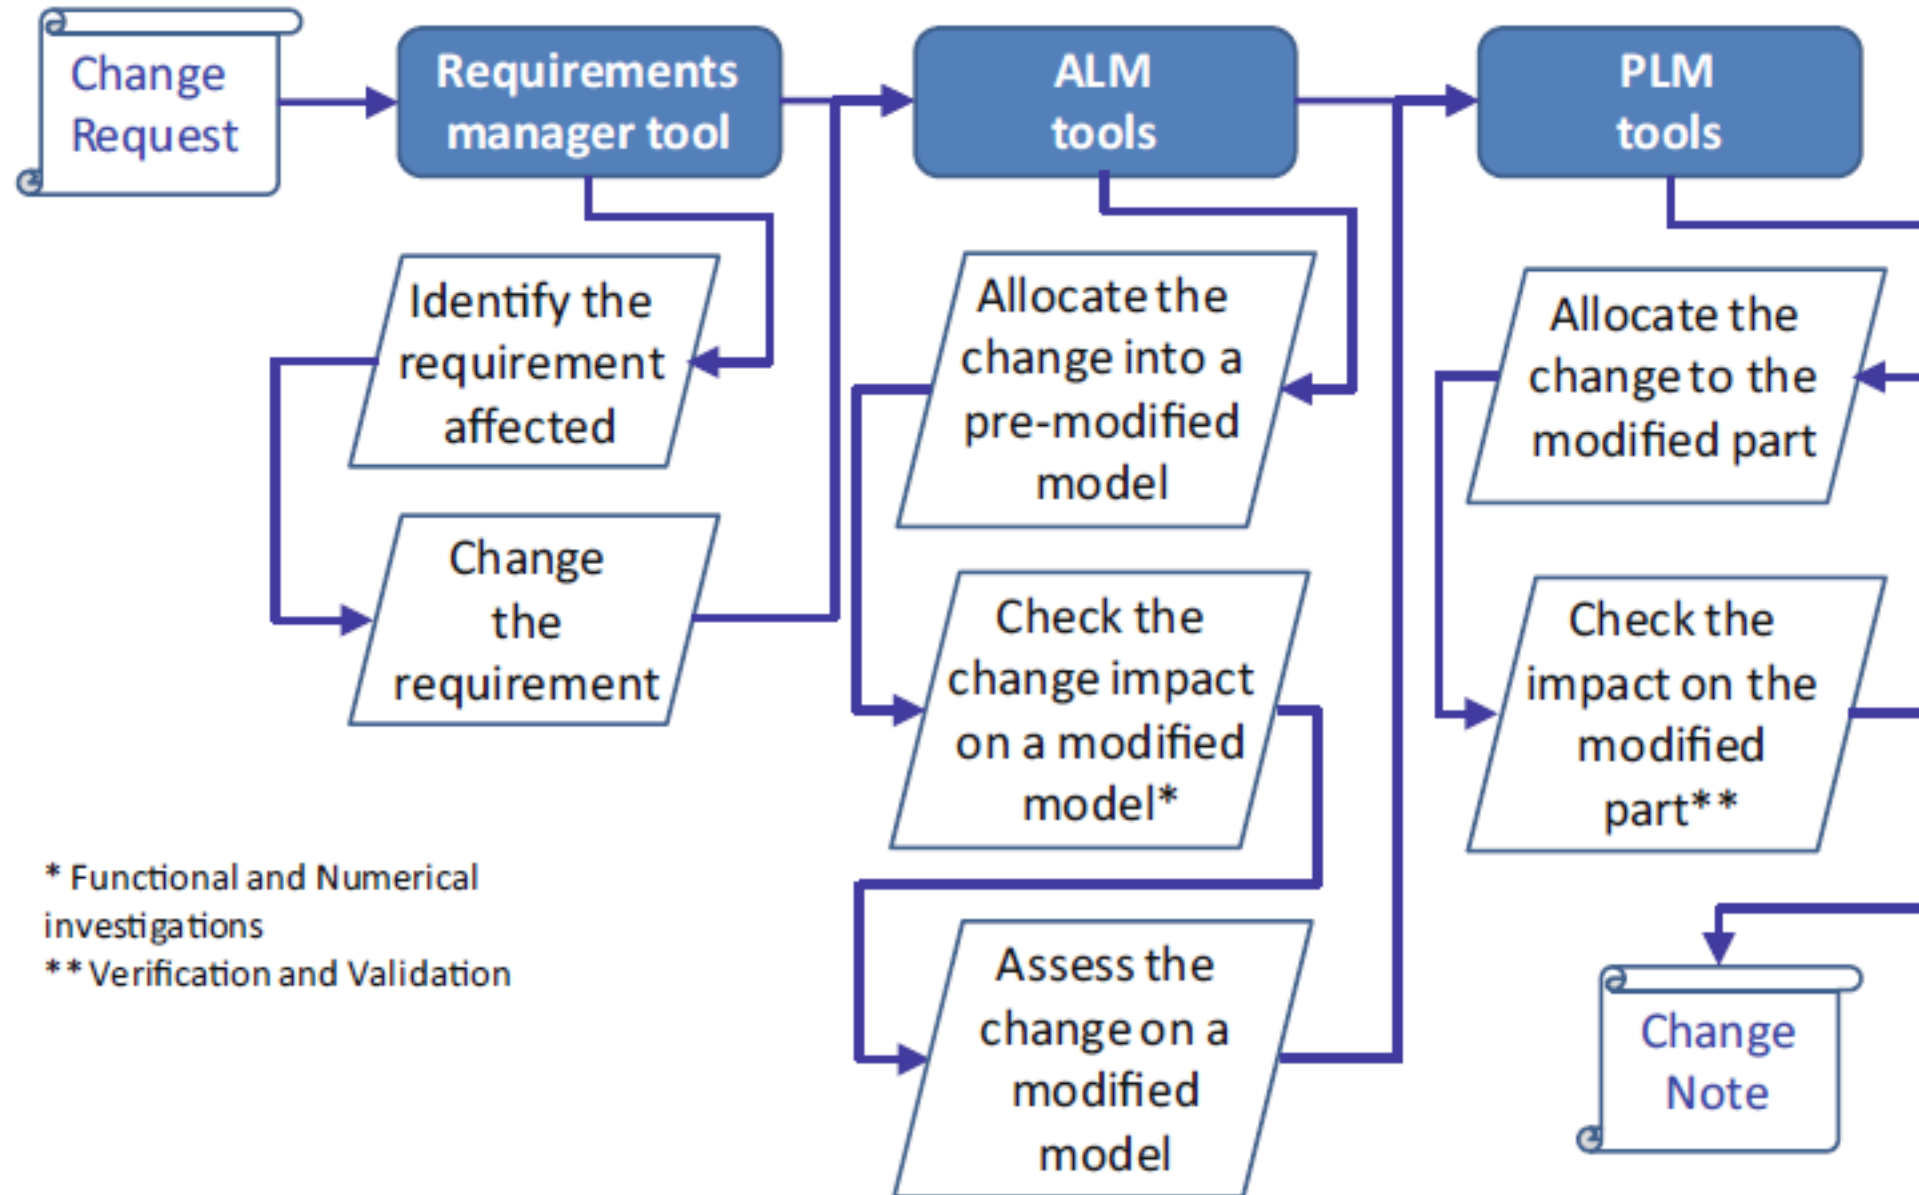 Change
Request
Requirements
manager tool
ALM
tools
PLM
tools
Identify the
requirement
affected
Change
the
requirement
Allocate the
change into a
pre-modified
model
Check the
change impact
on a modified
model*
Assess the
change on a
modified
model
Allocate the
change to the
modified part
Check the
impact on the
modified
part**
Change
Note
* Functional and Numerical
investigations
** Verification and Validation